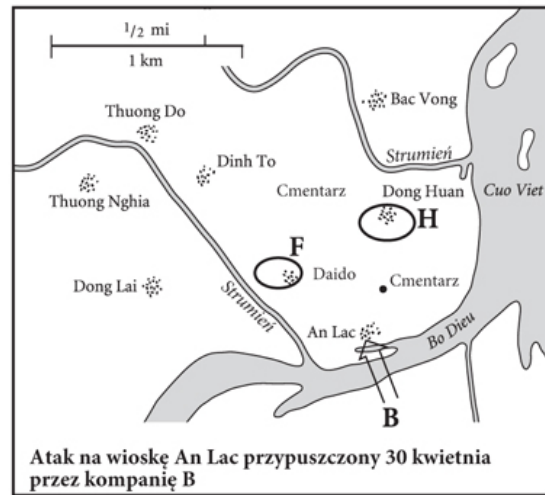 1/2 mi
1 km
Thuong Do
Bac Vong
Dinh To
Strumień
Cmentarz
Dong Huan
Cuo Viet
Thuong Nghia
H
F
Daido
Cmentarz
Dong Lai
Strumień
An Lac
Bo Dieu
B
Atak na wioskę An Lac przypuszczony 30 kwietnia
przez kompanię B